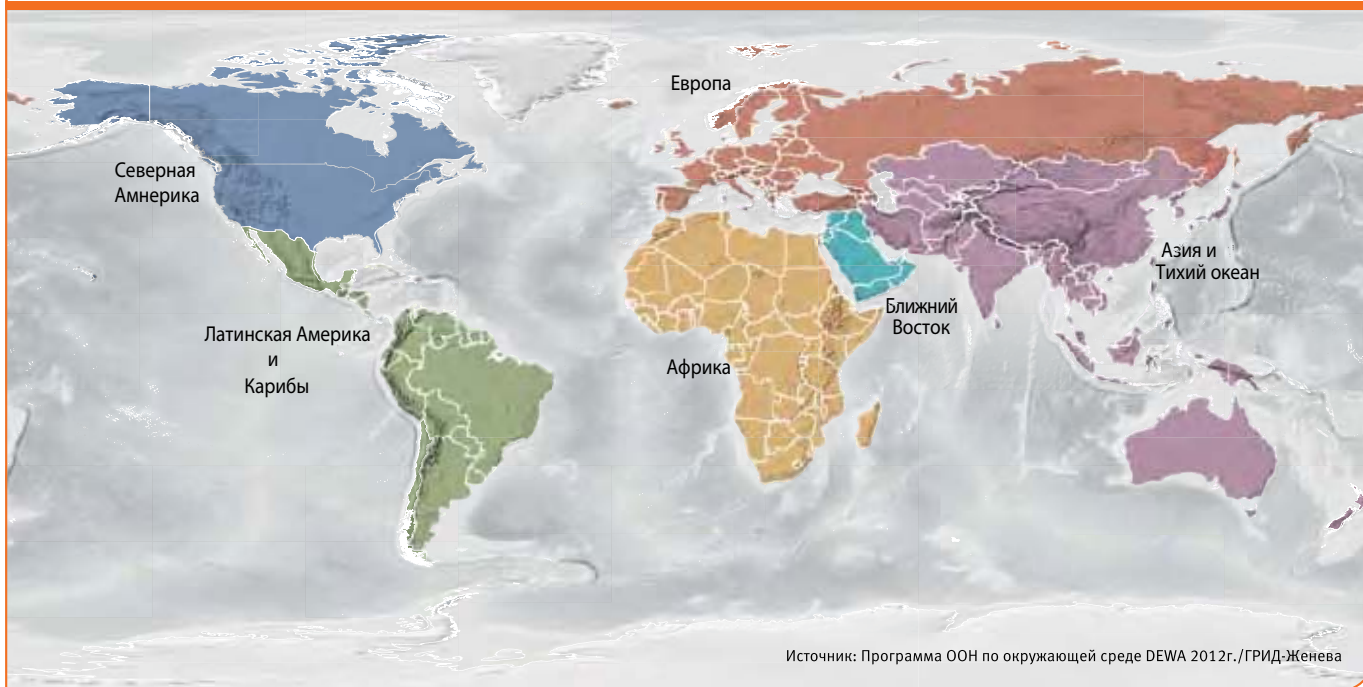 Европа
Северная
Амнерика
Азия и
Тихий океан
Ближний
Восток
Латинская Америка
и
Карибы
Африка
Источник: Программа ООН по окружающей среде DEWA 2012г./ГРИД-Женева